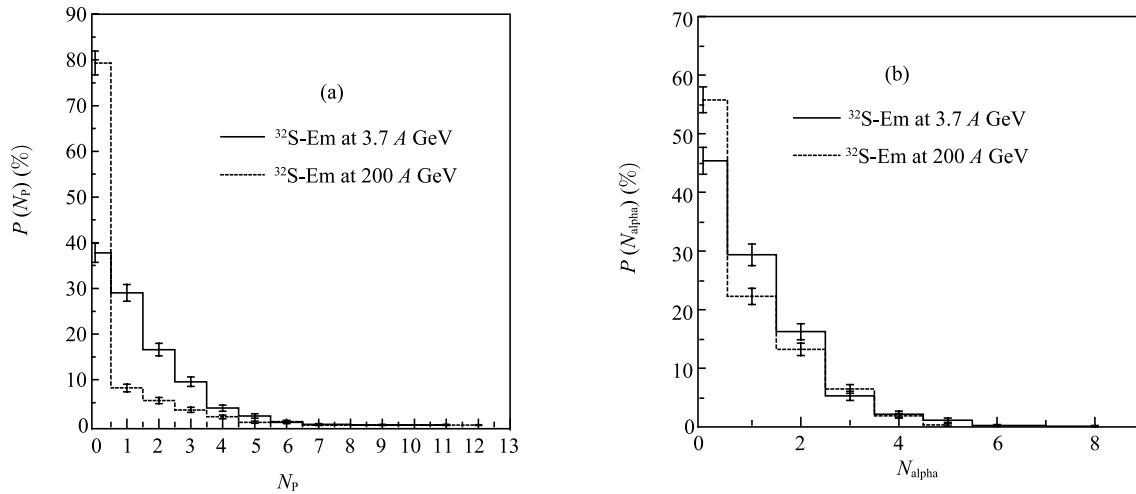 90
80
70
60
50
40
30
20
10
0
P (N_P) (%)
(a)
³²S-Em at 3.7 A GeV
³²S-Em at 200 A GeV
0 1 2 3 4 5 6 7 8 9 10 11 12 13
N_P
70
60
50
40
30
20
10
0
P (N_alpha) (%)
(b)
³²S-Em at 3.7 A GeV
³²S-Em at 200 A GeV
0 2 4 6 8
N_alpha